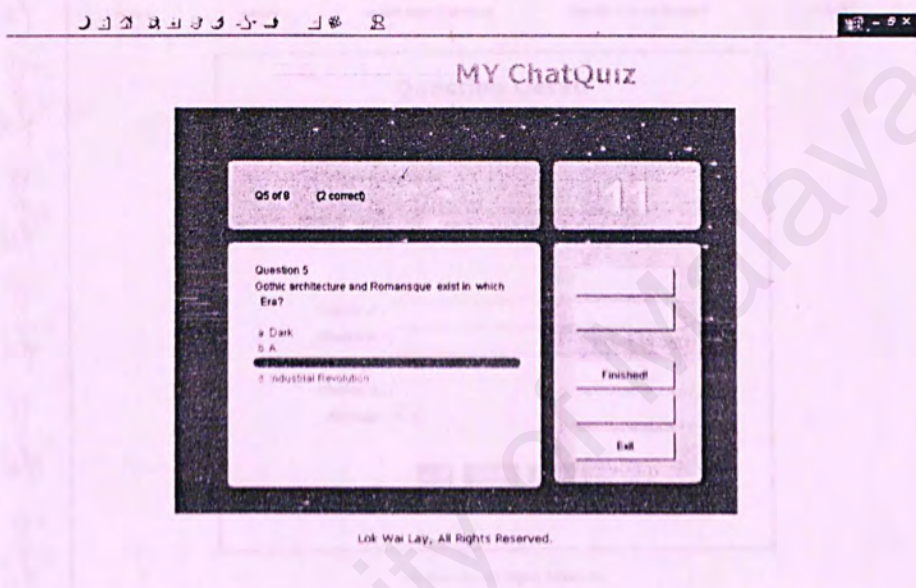 MY ChatQuiz
Q5 of 8 (2 correct)
11
Question 5
Gothic architecture and Romansque exist in which
Era?
a Dark
b A
d Industrial Revolution
Finished!
Exit
Lok Wai Lay, All Rights Reserved.